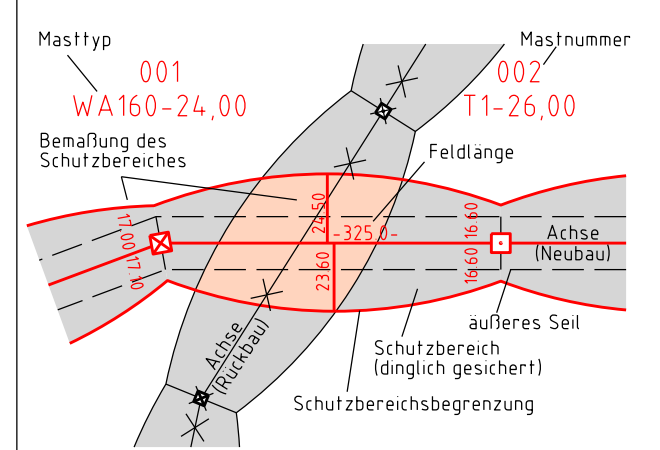 Masttyp
Mastnummer
001
002
WA160-24,00
T1-26,00
Bemaßung des
Schutzbereiches
Feldlänge
17.00
17.10
24.50
23.60
-325.0-
16.60
16.60
Achse
(Neubau)
äußeres Seil
Achse
(Rückbau)
Schutzbereich
(dinglich gesichert)
Schutzbereichsbegrenzung